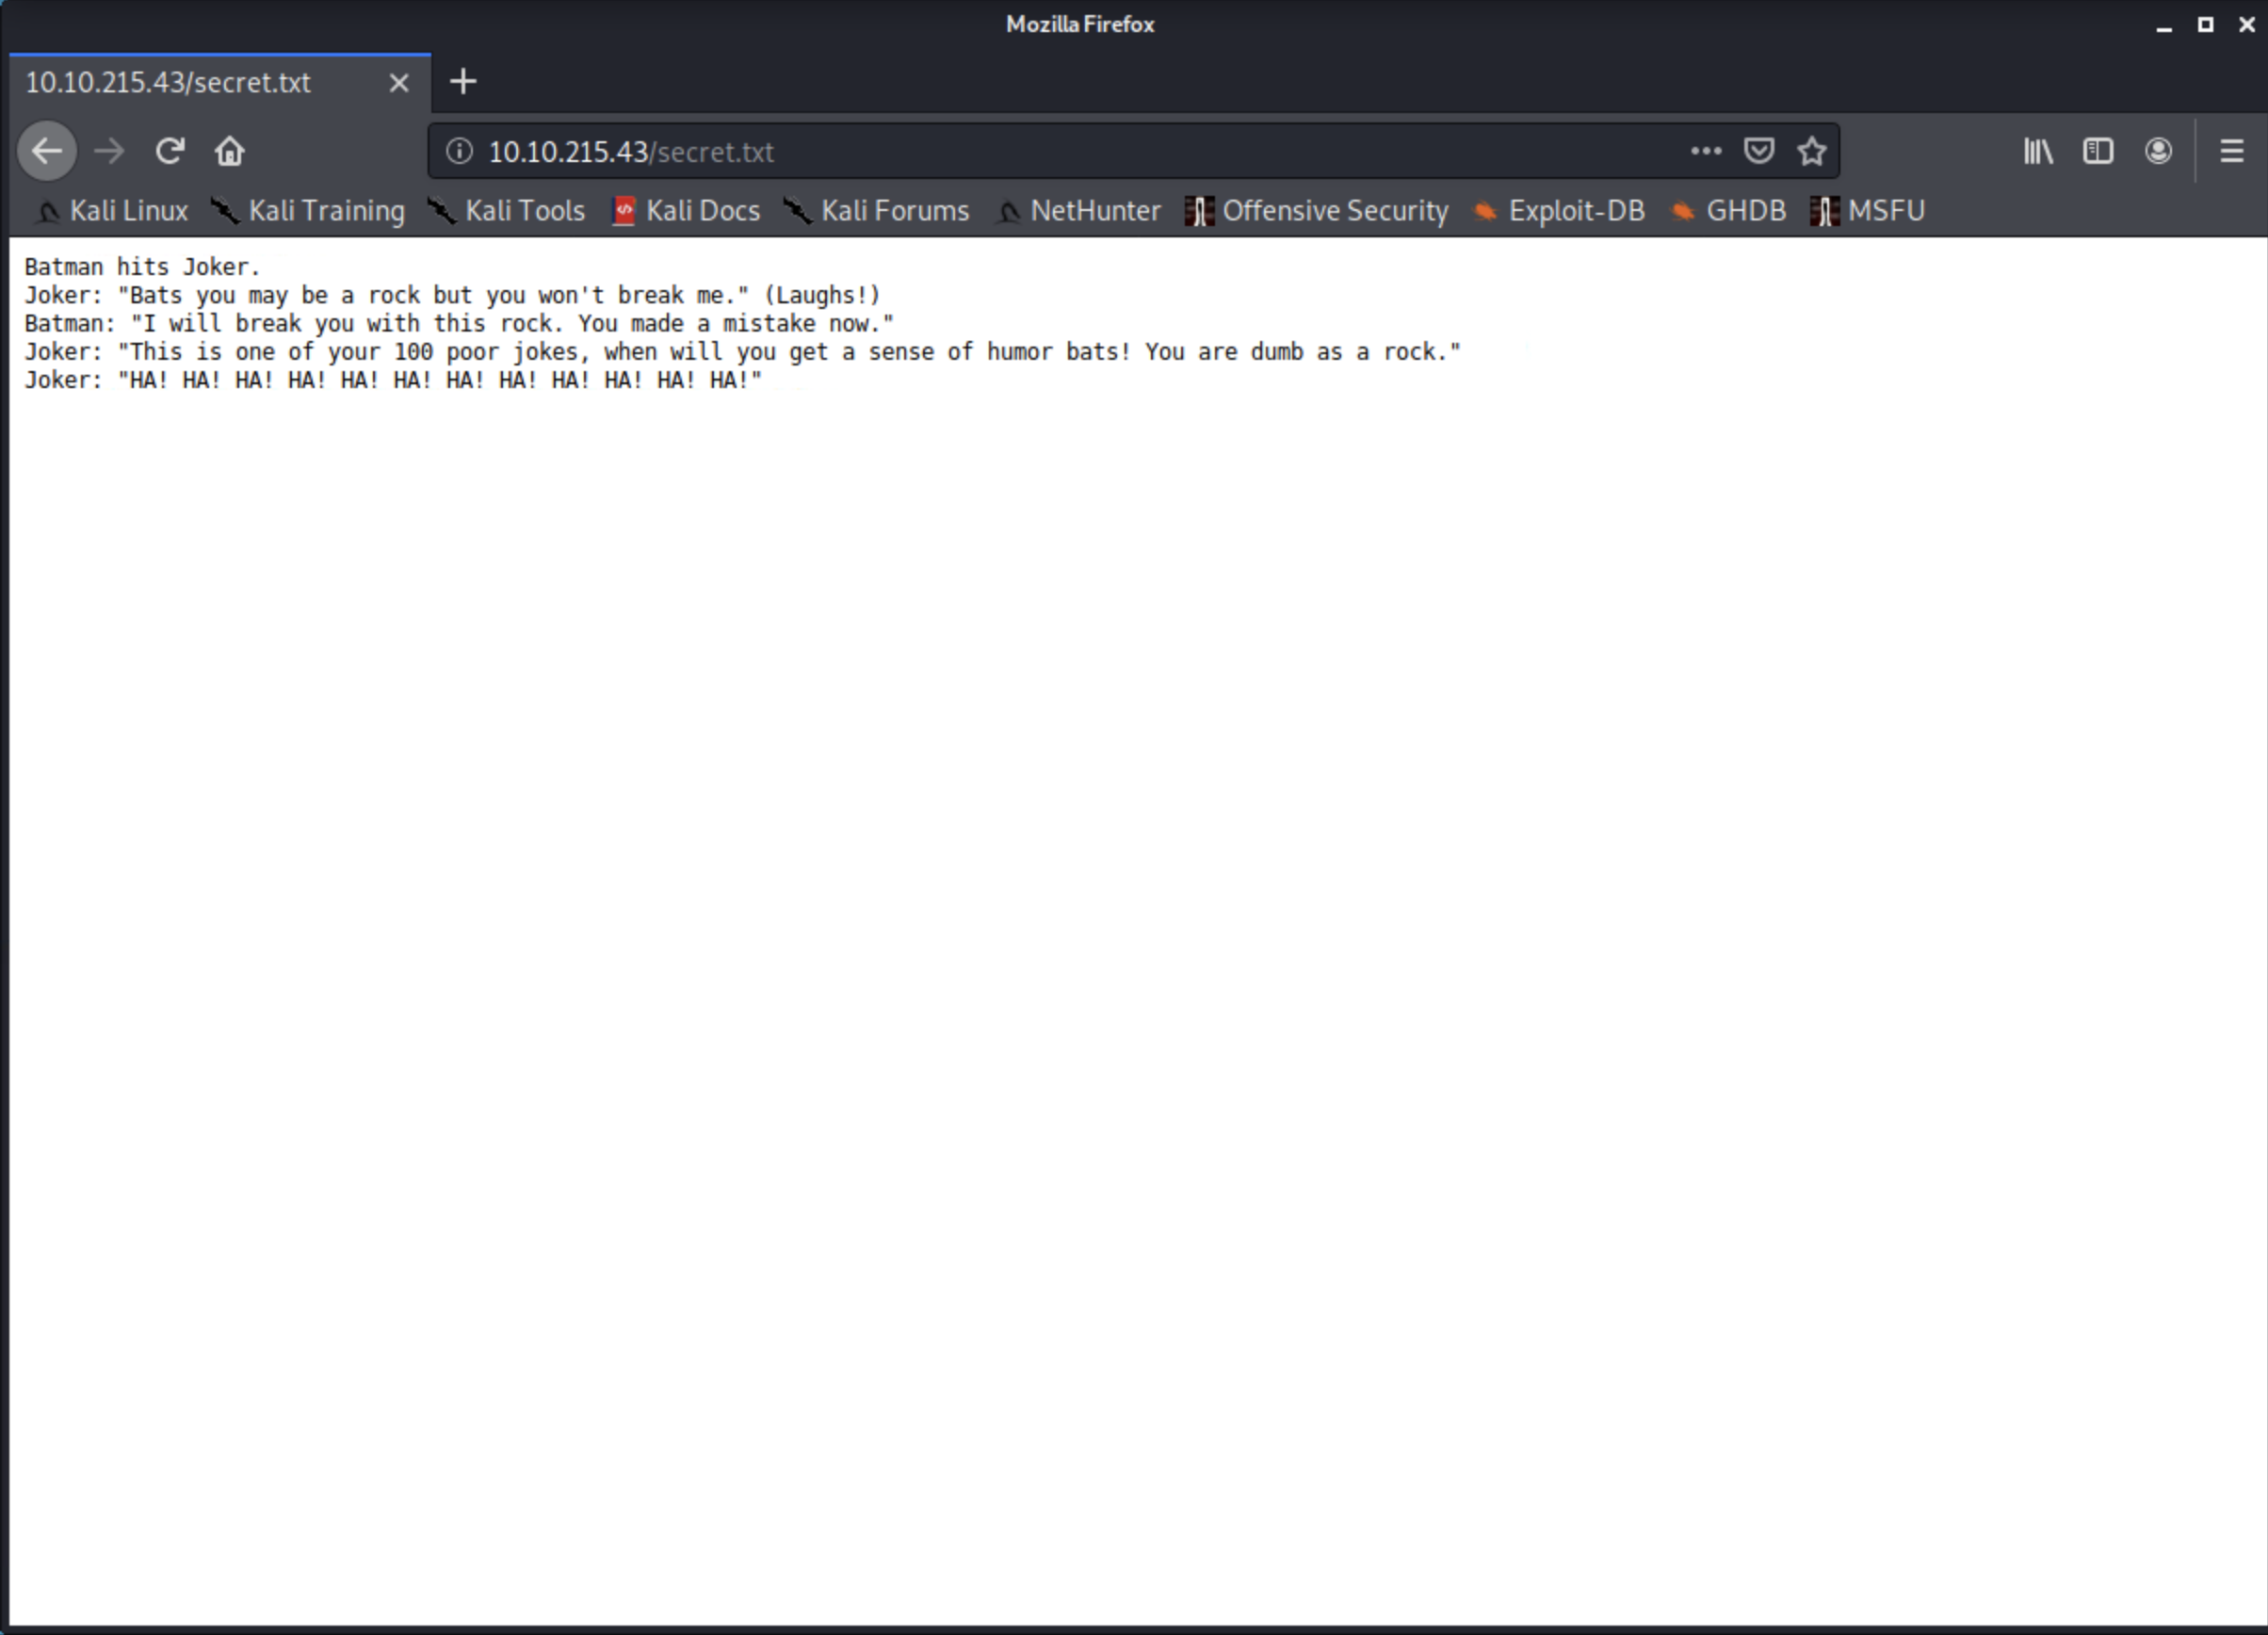 Mozilla Firefox
10.10.215.43/secret.txt
10.10.215.43/secret.txt
Kali Linux Kali Training Kali Tools Kali Docs Kali Forums NetHunter Offensive Security Exploit-DB GHDB MSFU
Batman hits Joker.
Joker: "Bats you may be a rock but you won't break me." (Laughs!)
Batman: "I will break you with this rock. You made a mistake now."
Joker: "This is one of your 100 poor jokes, when will you get a sense of humor bats! You are dumb as a rock."
Joker: "HA! HA! HA! HA! HA! HA! HA! HA! HA! HA! HA! HA!"